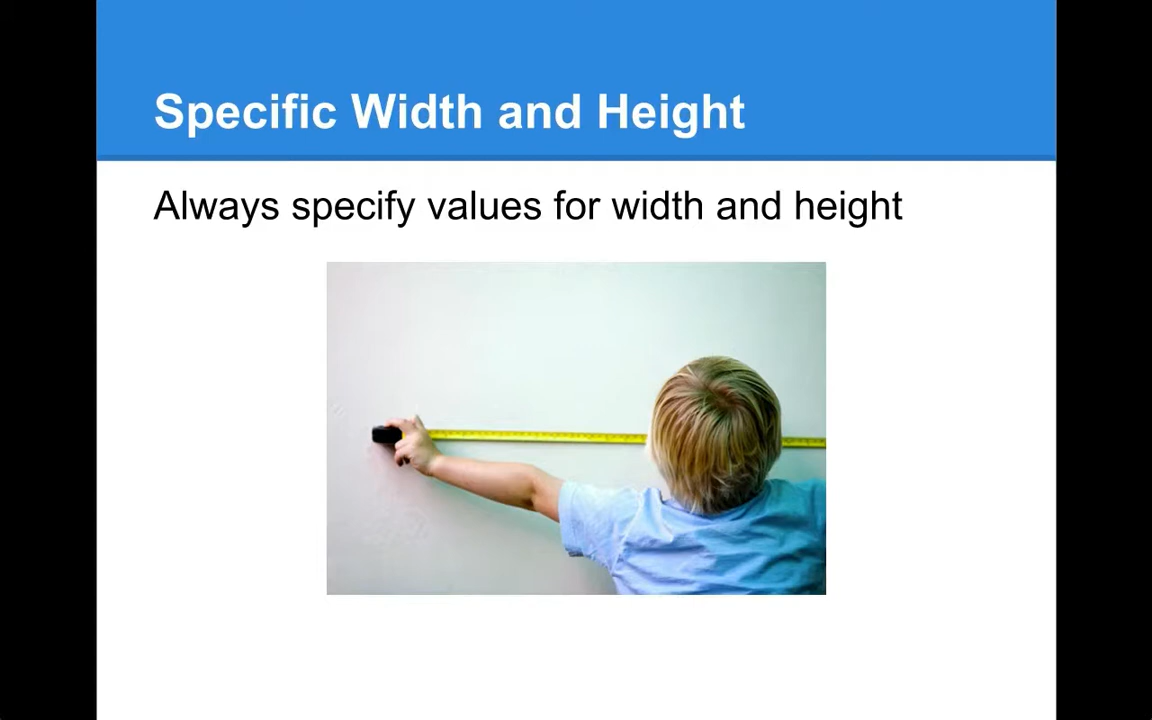 Specific Width and Height
Always specify values for width and height